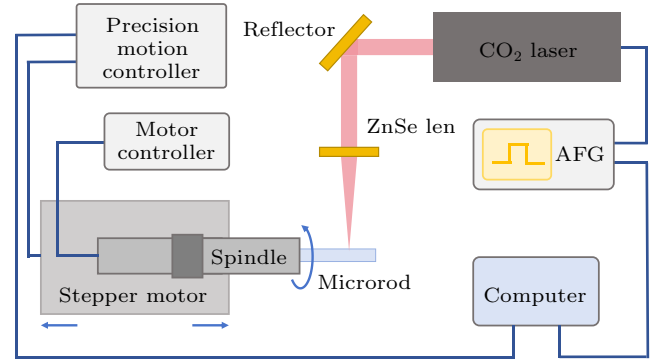 Precision
motion
controller
Reflector
CO₂ laser
Motor
controller
ZnSe len
AFG
Spindle
Stepper motor
Microrod
Computer